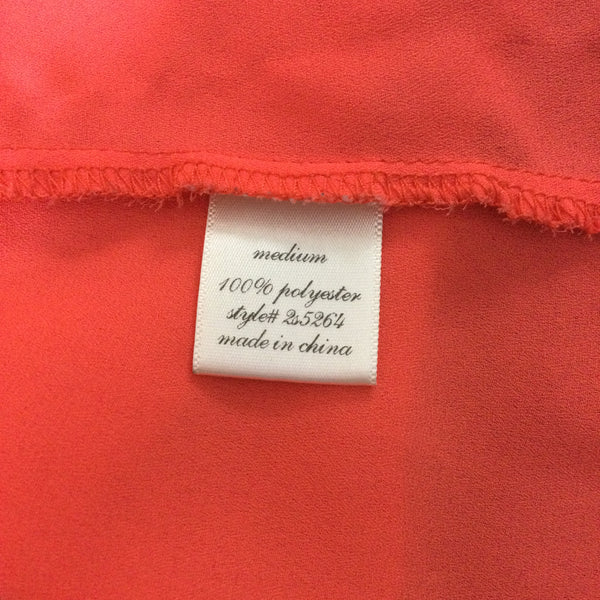 medium
100% polyester
style# 2s5264
made in china